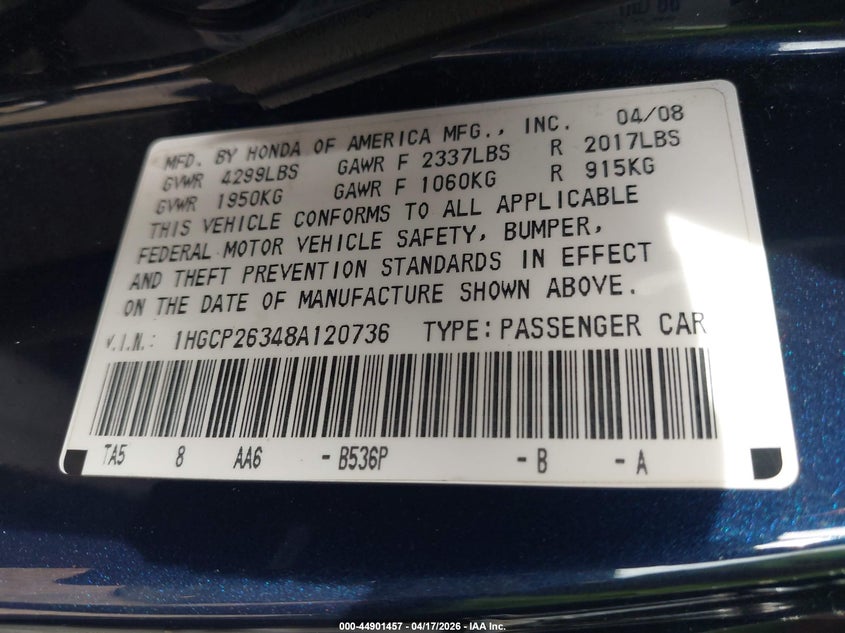 MFD. BY HONDA OF AMERICA MFG., INC. 04/08
GVWR 4299LBS GAWR F 2337LBS R 2017LBS
GVWR 1950KG GAWR F 1060KG R 915KG
THIS VEHICLE CONFORMS TO ALL APPLICABLE
FEDERAL MOTOR VEHICLE SAFETY, BUMPER,
AND THEFT PREVENTION STANDARDS IN EFFECT
ON THE DATE OF MANUFACTURE SHOWN ABOVE.
V.I.N.: 1HGCP26348A120736 TYPE: PASSENGER CAR
TA5 8 AA6 - B536P - B - A
000-44901457 - 04/17/2026 - IAA Inc.